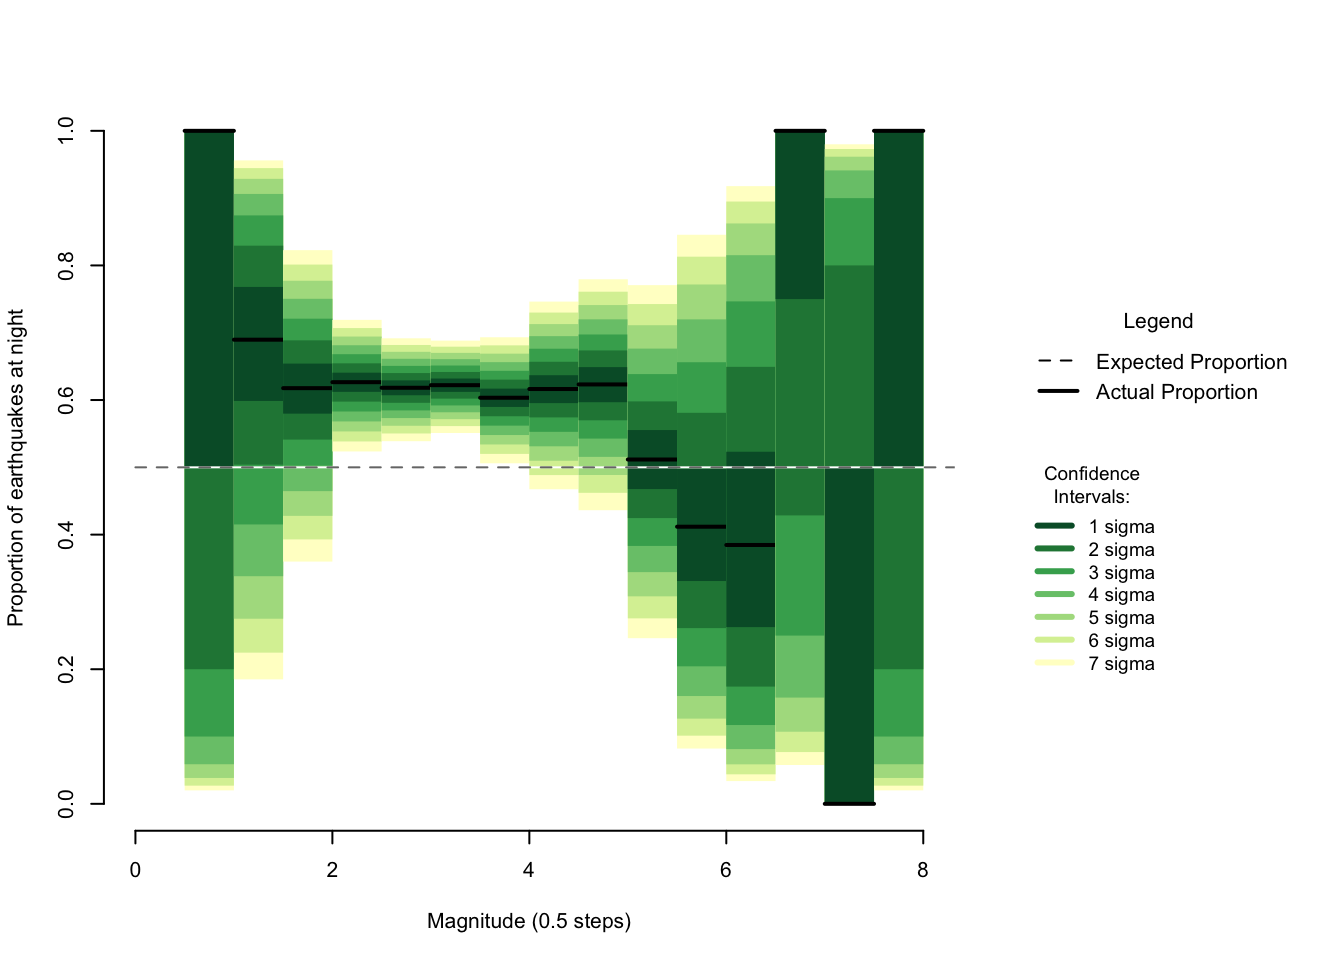 Proportion of earthquakes at night
1.0
0.8
0.6
0.4
0.2
0.0
0 2 4 6 8
Magnitude (0.5 steps)
Legend
Expected Proportion
Actual Proportion
Confidence
Intervals:
1 sigma
2 sigma
3 sigma
4 sigma
5 sigma
6 sigma
7 sigma